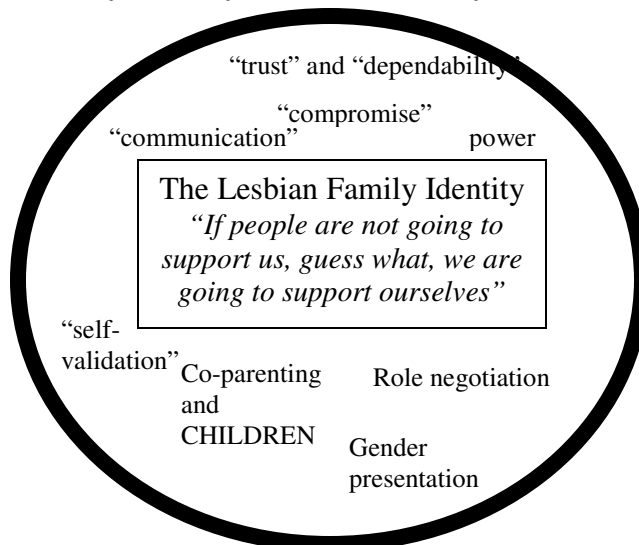 “trust” and “dependability”
“compromise”
“communication”
power
The Lesbian Family Identity
“If people are not going to
support us, guess what, we are
going to support ourselves”
“self-
validation”
Co-parenting
and
CHILDREN
Role negotiation
Gender
presentation